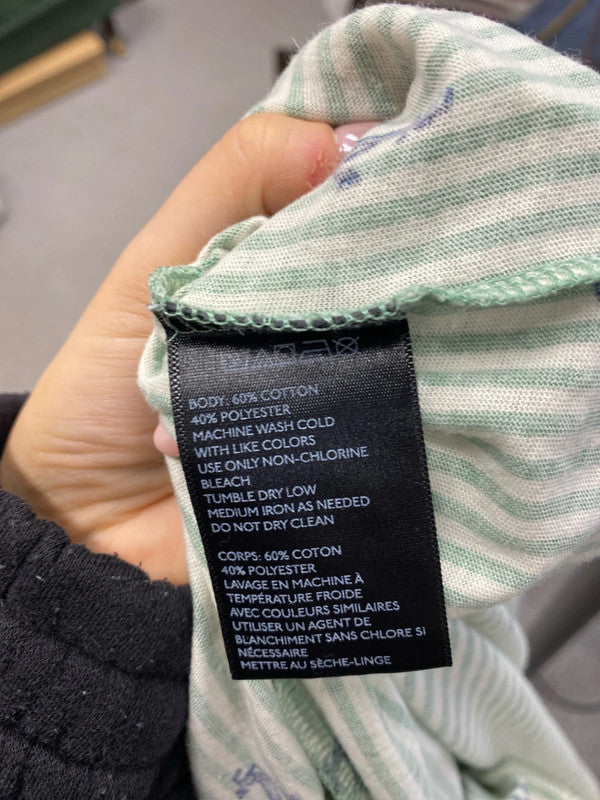 BODY: 60% COTTON
40% POLYESTER
MACHINE WASH COLD
WITH LIKE COLORS
USE ONLY NON-CHLORINE
BLEACH
TUMBLE DRY LOW
MEDIUM IRON AS NEEDED
DO NOT DRY CLEAN
CORPS: 60% COTON
40% POLYESTER
LAVAGE EN MACHINE À
TEMPÉRATURE FROIDE
AVEC COULEURS SIMILAIRES
UTILISER UN AGENT DE
BLANCHIMENT SANS CHLORE SI
NÉCESSAIRE
METTRE AU SÈCHE-LINGE